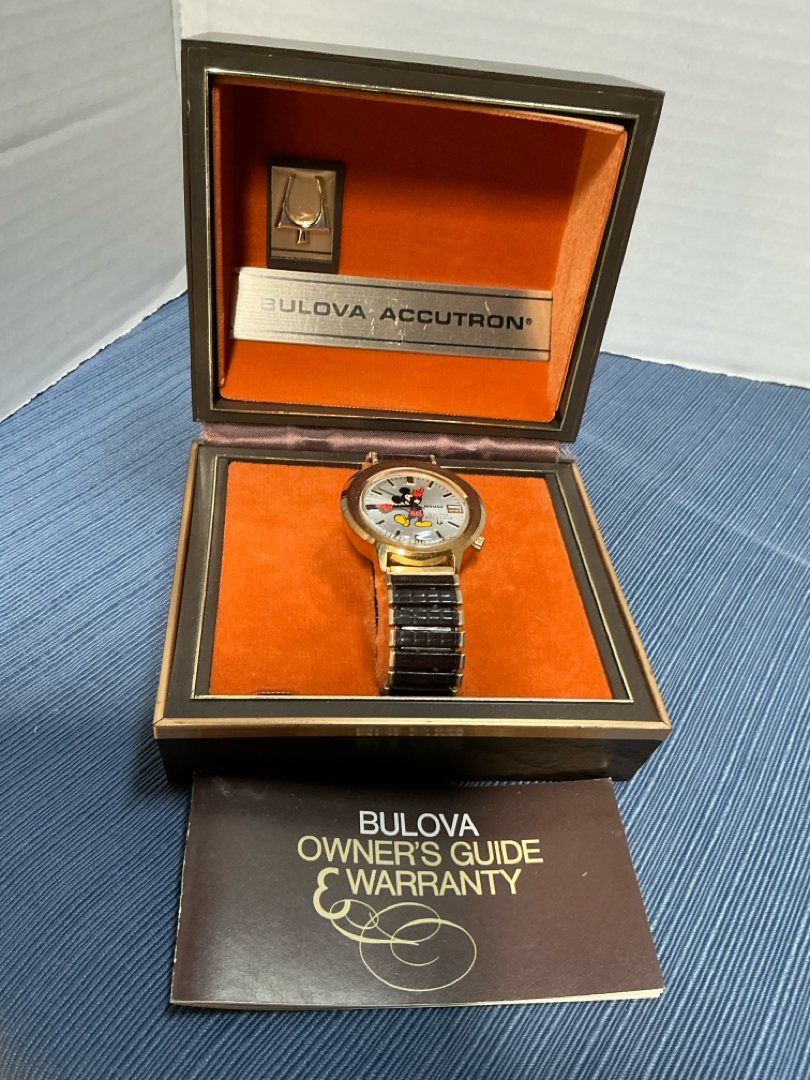 BULOVA ACCUTRON®
BULOVA
OWNER'S GUIDE
& WARRANTY